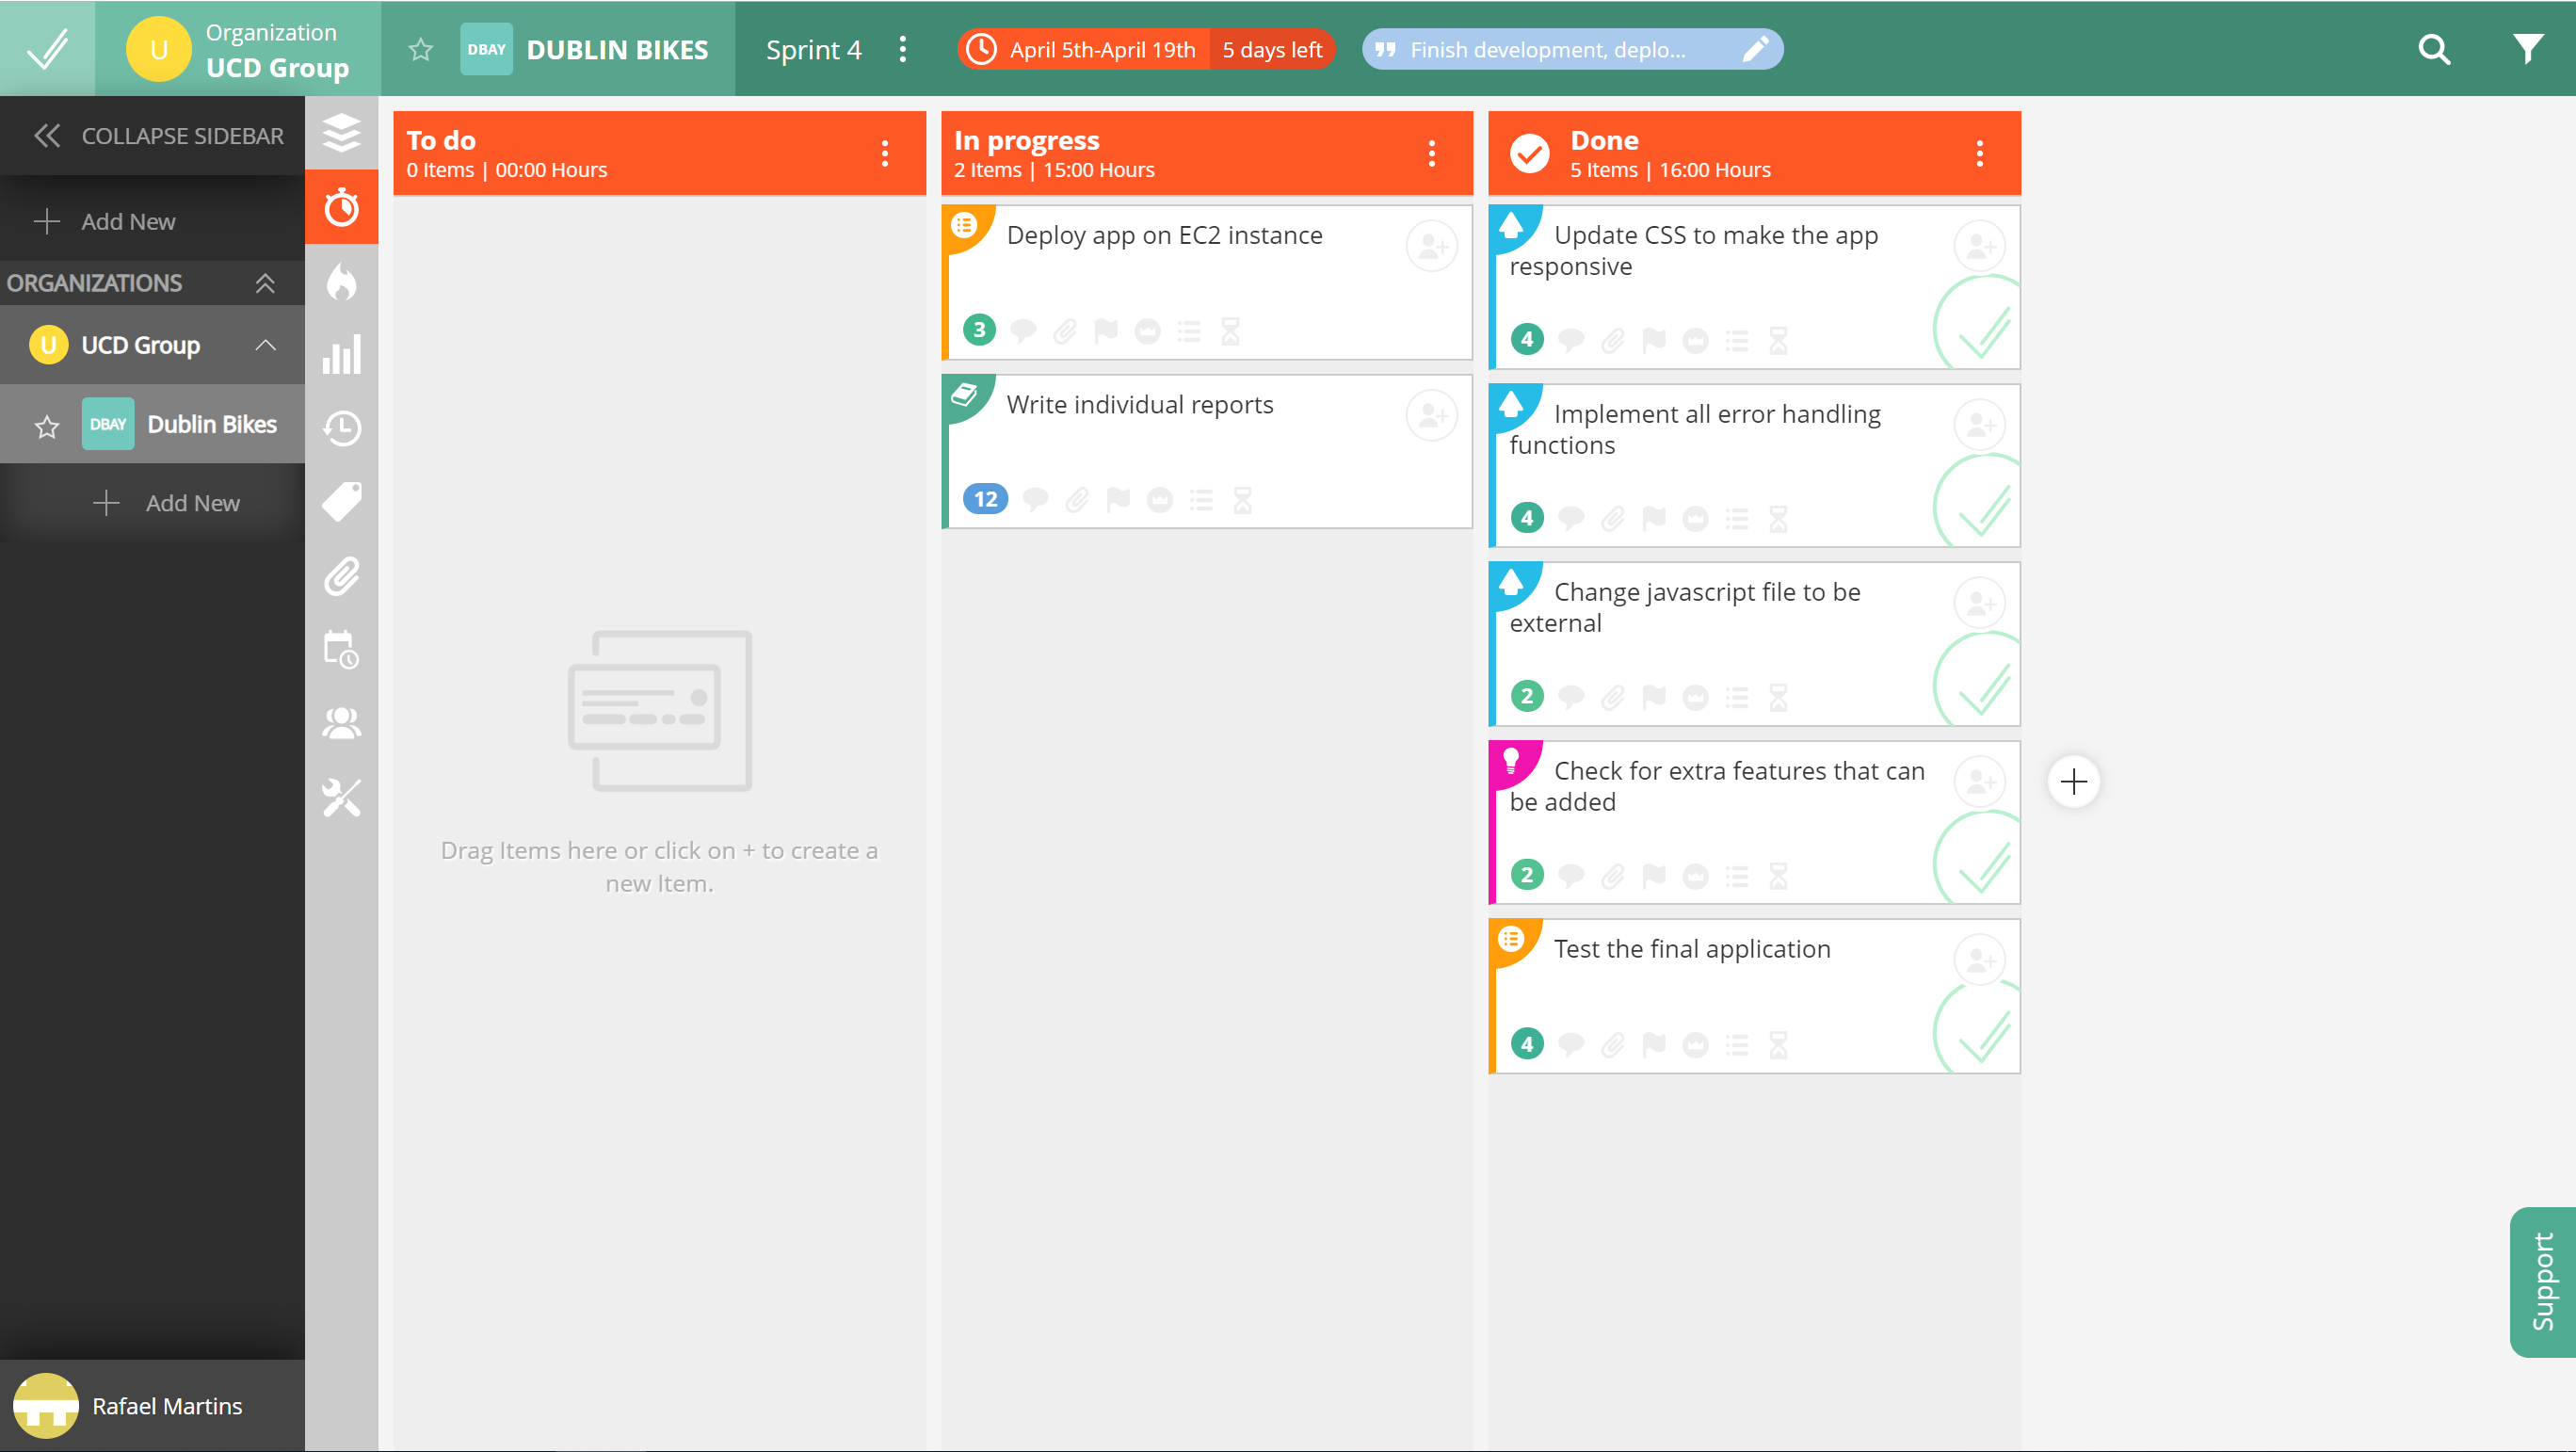 U
Organization
UCD Group
DBAY
DUBLIN BIKES
Sprint 4
April 5th-April 19th
5 days left
Finish development, deplo...
COLLAPSE SIDEBAR
Add New
ORGANIZATIONS
U
UCD Group
DBAY
Dublin Bikes
Add New
Rafael Martins
To do
0 Items | 00:00 Hours
Drag Items here or click on + to create a
new Item.
In progress
2 Items | 15:00 Hours
Deploy app on EC2 instance
3
Write individual reports
12
Done
5 Items | 16:00 Hours
Update CSS to make the app
responsive
4
Implement all error handling
functions
4
Change javascript file to be
external
2
Check for extra features that can
be added
2
Test the final application
4
Support